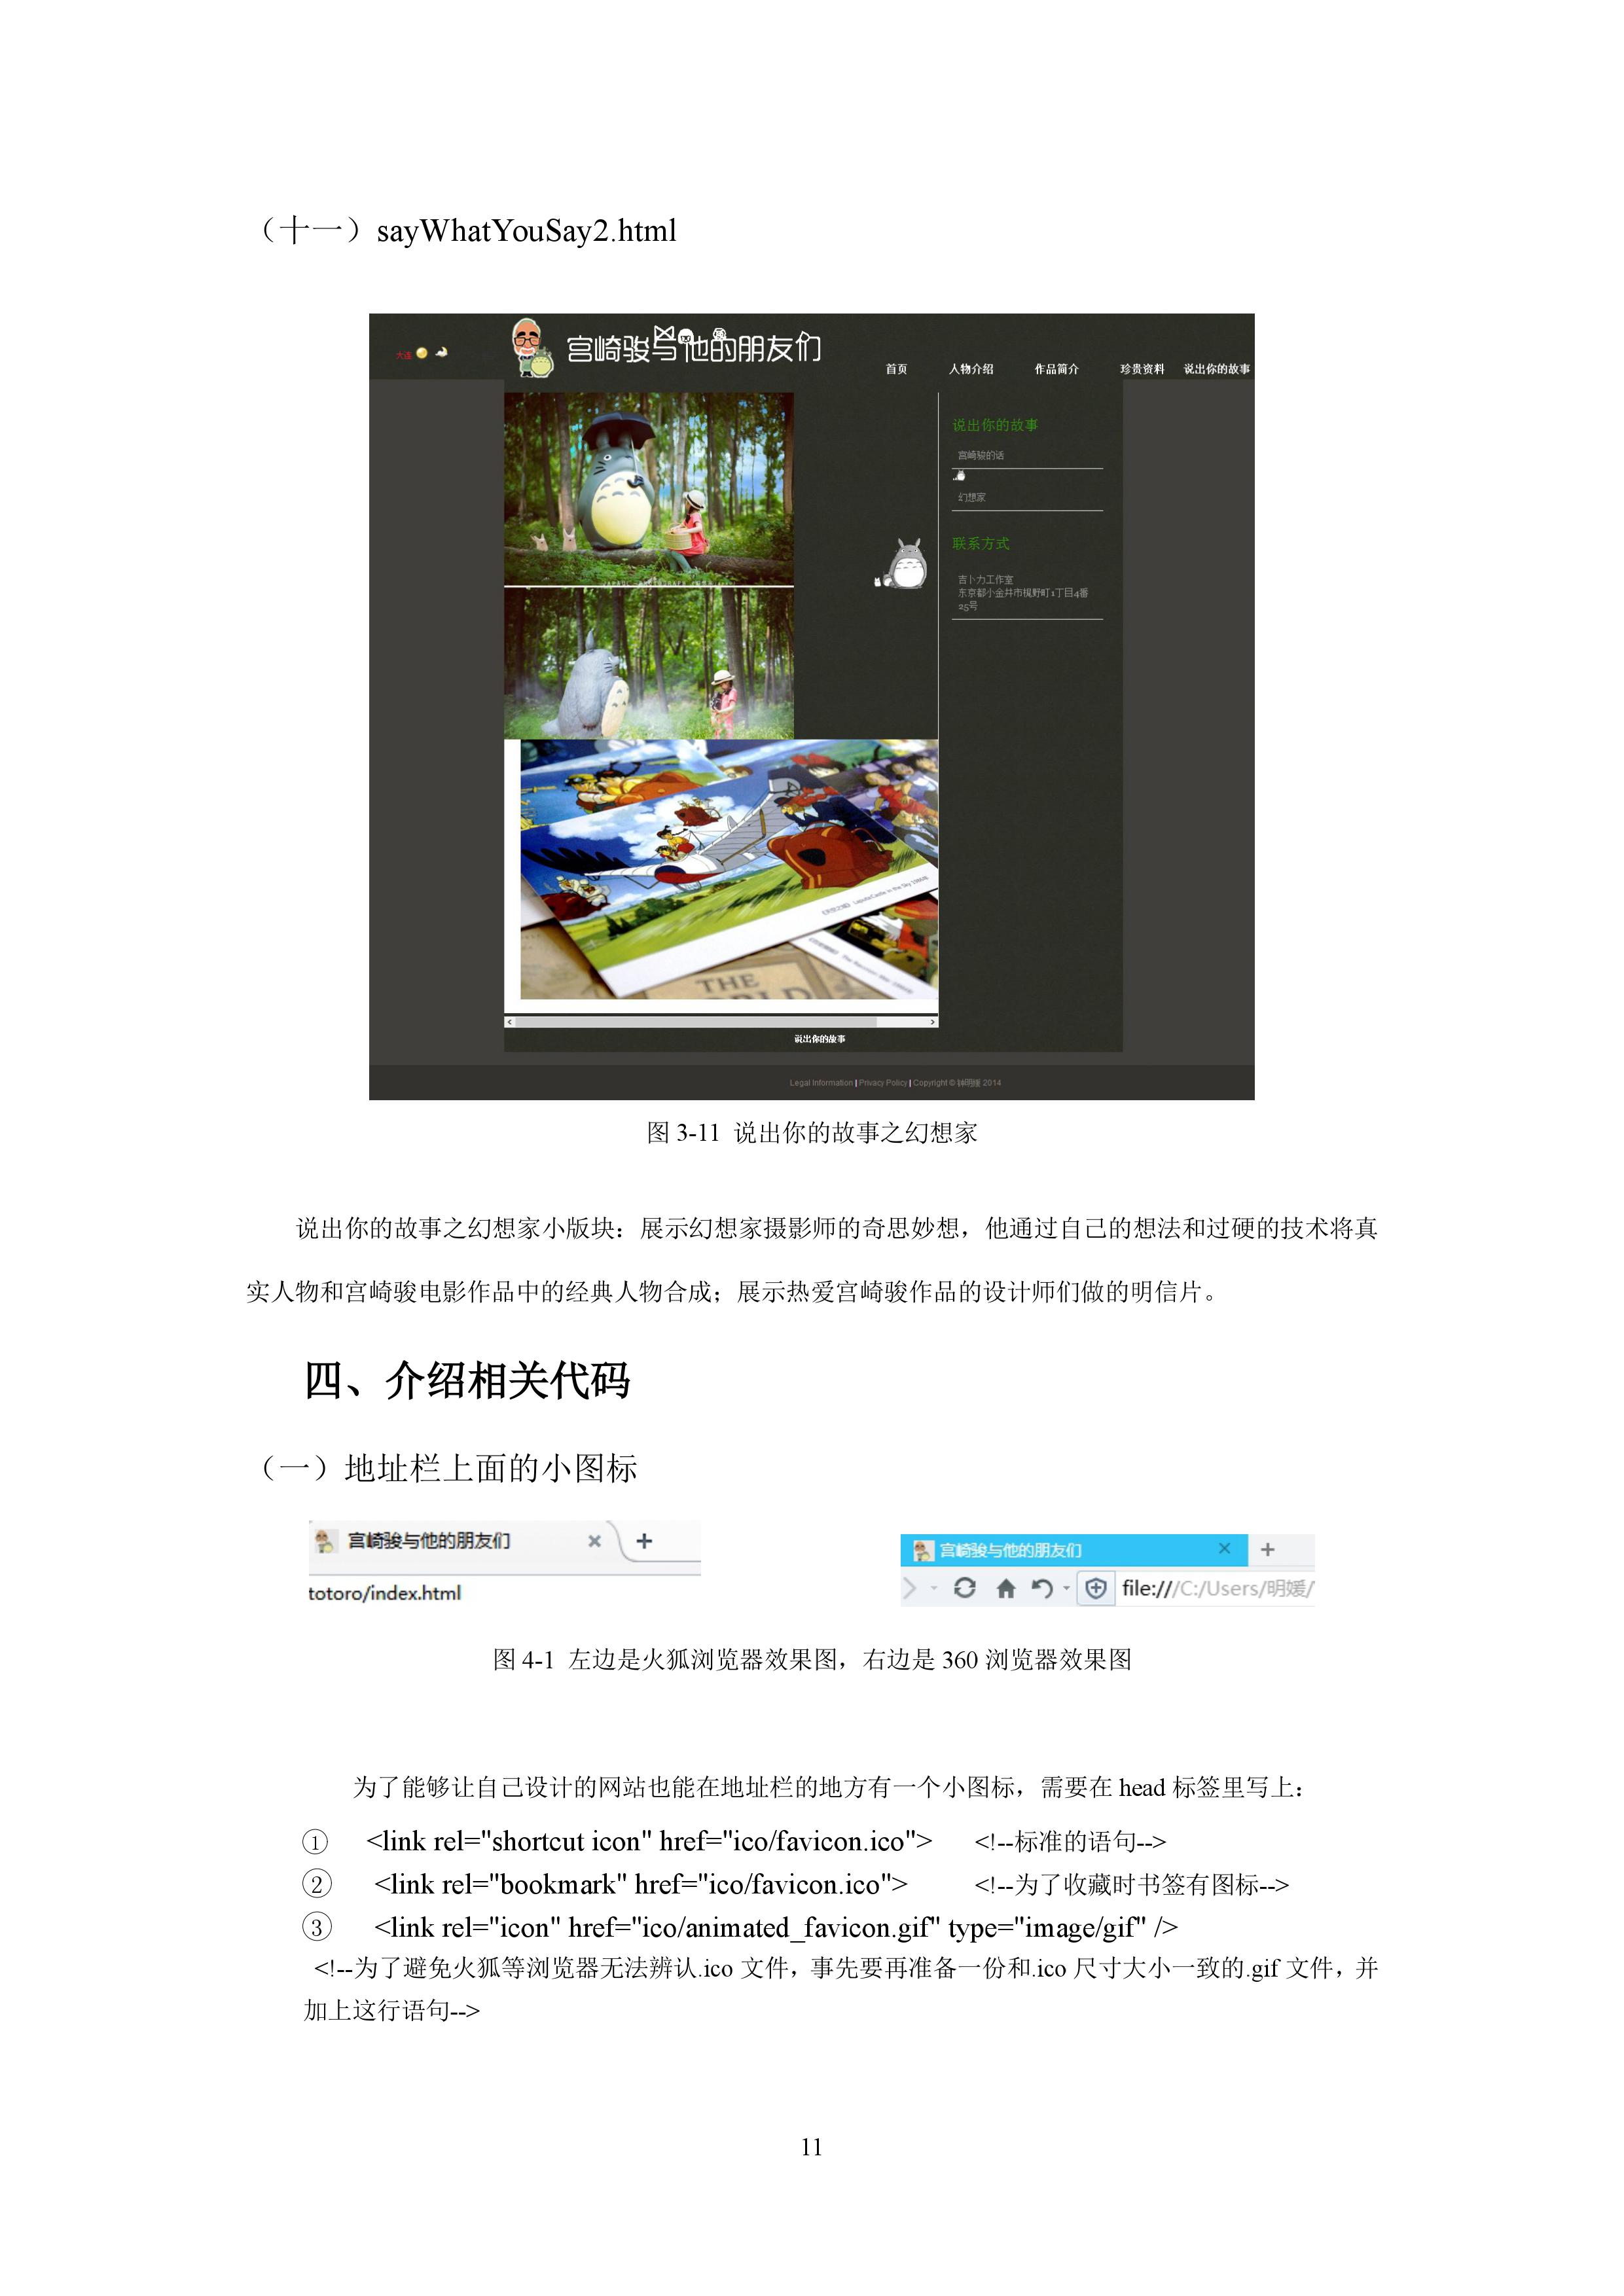 （十一）sayWhatYouSay2.html
大连
宫崎骏与他的朋友们
首页 人物介绍 作品简介 珍贵资料 说出你的故事
说出你的故事
宫崎骏的话
幻想家
联系方式
吉卜力工作室
东京都小金井市梶野町1丁目4番
25号
THE
说出你的故事
Legal Information | Privacy Policy | Copyright © 钟明媛 2014
图 3-11 说出你的故事之幻想家
说出你的故事之幻想家小版块：展示幻想家摄影师的奇思妙想，他通过自己的想法和过硬的技术将真
实人物和宫崎骏电影作品中的经典人物合成；展示热爱宫崎骏作品的设计师们做的明信片。
四、介绍相关代码
（一）地址栏上面的小图标
宫崎骏与他的朋友们
totoro/index.html
宫崎骏与他的朋友们
file:///C:/Users/明媛/
图 4-1 左边是火狐浏览器效果图，右边是 360 浏览器效果图
为了能够让自己设计的网站也能在地址栏的地方有一个小图标，需要在 head 标签里写上：
① <link rel="shortcut icon" href="ico/favicon.ico"> <!--标准的语句-->
② <link rel="bookmark" href="ico/favicon.ico"> <!--为了收藏时书签有图标-->
③ <link rel="icon" href="ico/animated_favicon.gif" type="image/gif" />
<!--为了避免火狐等浏览器无法辨认.ico 文件，事先要再准备一份和.ico 尺寸大小一致的.gif 文件，并
加上这行语句-->
11